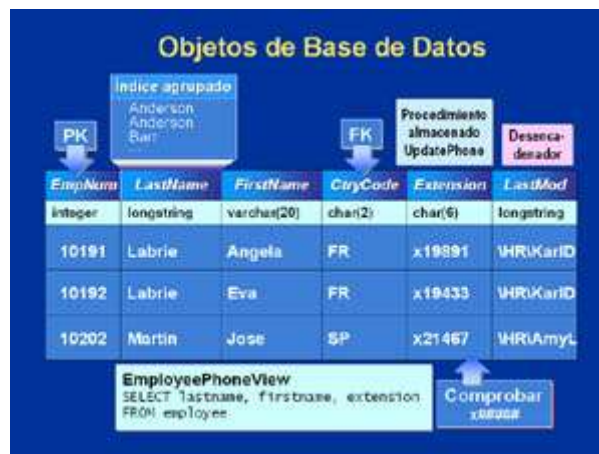 Objetos de Base de Datos
Indice agrupado
Anderson
Anderson
Barr
PK
FK
Procedimiento
almacenado
UpdatePhone
Desenca-
denador
EmpNum LastName FirstName CtryCode Extension LastMod
integer longstring varchar(20) char(2) char(6) longstring
10191 Labrie Angela FR x19891 \HR\KarlD
10192 Labrie Eva FR x19433 \HR\KarlD
10202 Martin Jose SP x21467 \HR\AmyL
EmployeePhoneView
SELECT lastname, firstname, extension
FROM employee
Comprobar
x#####